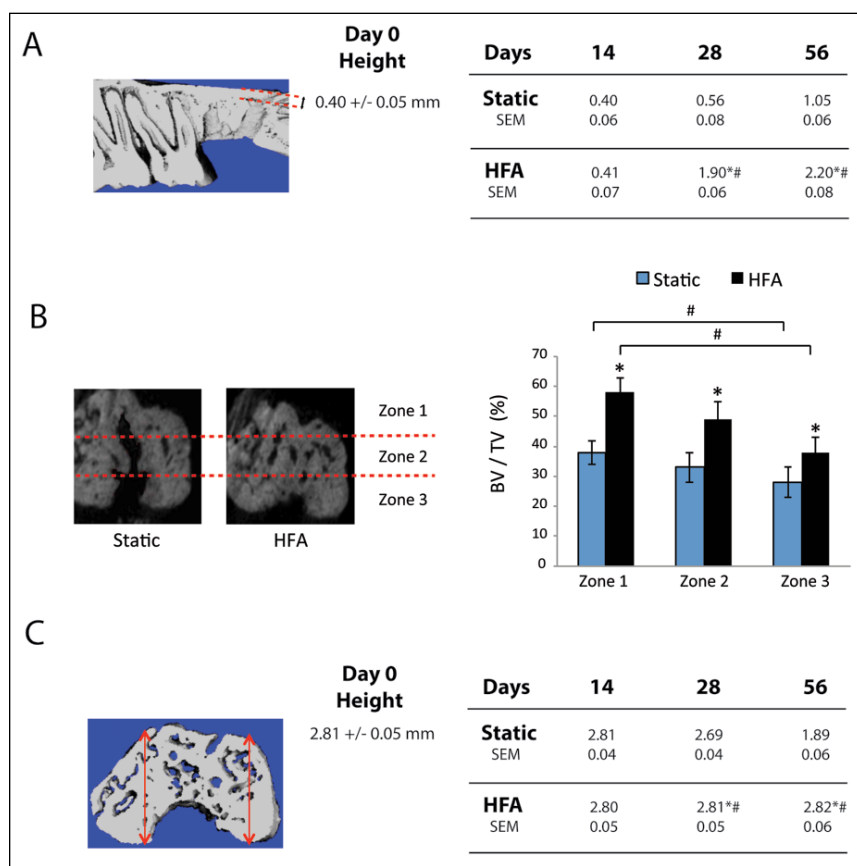 A
Day 0
Height
0.40 +/- 0.05 mm
Days 14 28 56
Static 0.40 0.56 1.05
SEM 0.06 0.08 0.06
HFA 0.41 1.90*# 2.20*#
SEM 0.07 0.06 0.08
B
Zone 1
Zone 2
Zone 3
Static HFA
Static HFA
#
#
70
60
50
40
30
20
10
0
* * *
BV / TV (%)
Zone 1 Zone 2 Zone 3
C
Day 0
Height
2.81 +/- 0.05 mm
Days 14 28 56
Static 2.81 2.69 1.89
SEM 0.04 0.04 0.06
HFA 2.80 2.81*# 2.82*#
SEM 0.05 0.05 0.06